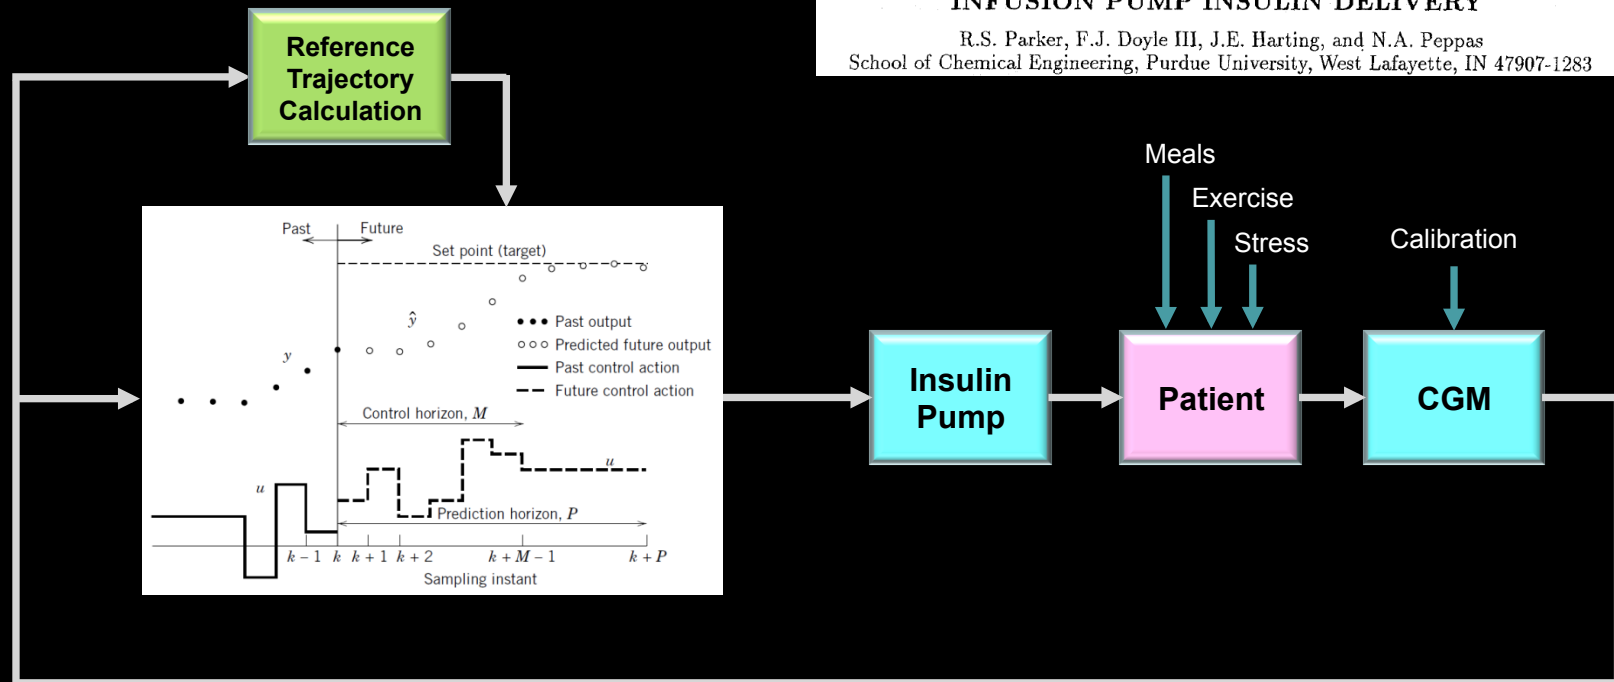 INFUSION PUMP INSULIN DELIVERY
R.S. Parker, F.J. Doyle III, J.E. Harting, and N.A. Peppas
School of Chemical Engineering, Purdue University, West Lafayette, IN 47907-1283
Reference
Trajectory
Calculation
Past
Future
Set point (target)
ŷ
y
Past output
Predicted future output
Past control action
Future control action
Control horizon, M
u
u
Prediction horizon, P
k – 1 k k + 1 k + 2 k + M – 1 k + P
Sampling instant
Meals
Exercise
Stress
Calibration
Insulin
Pump
Patient
CGM